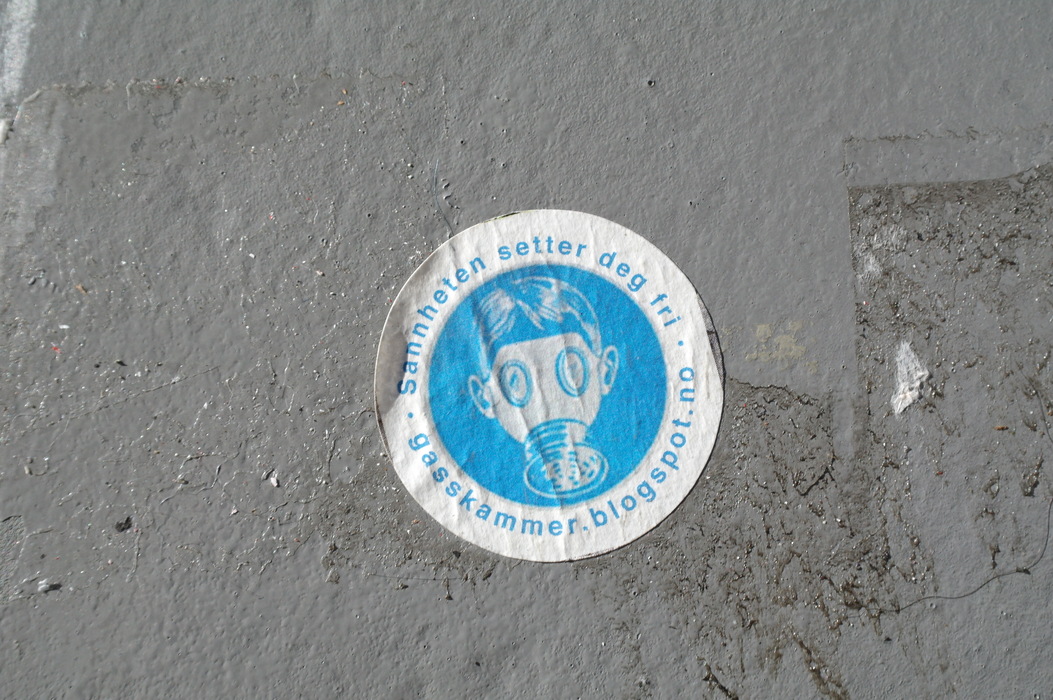 Sannheten setter deg fri
gasskammer.blogspot.no